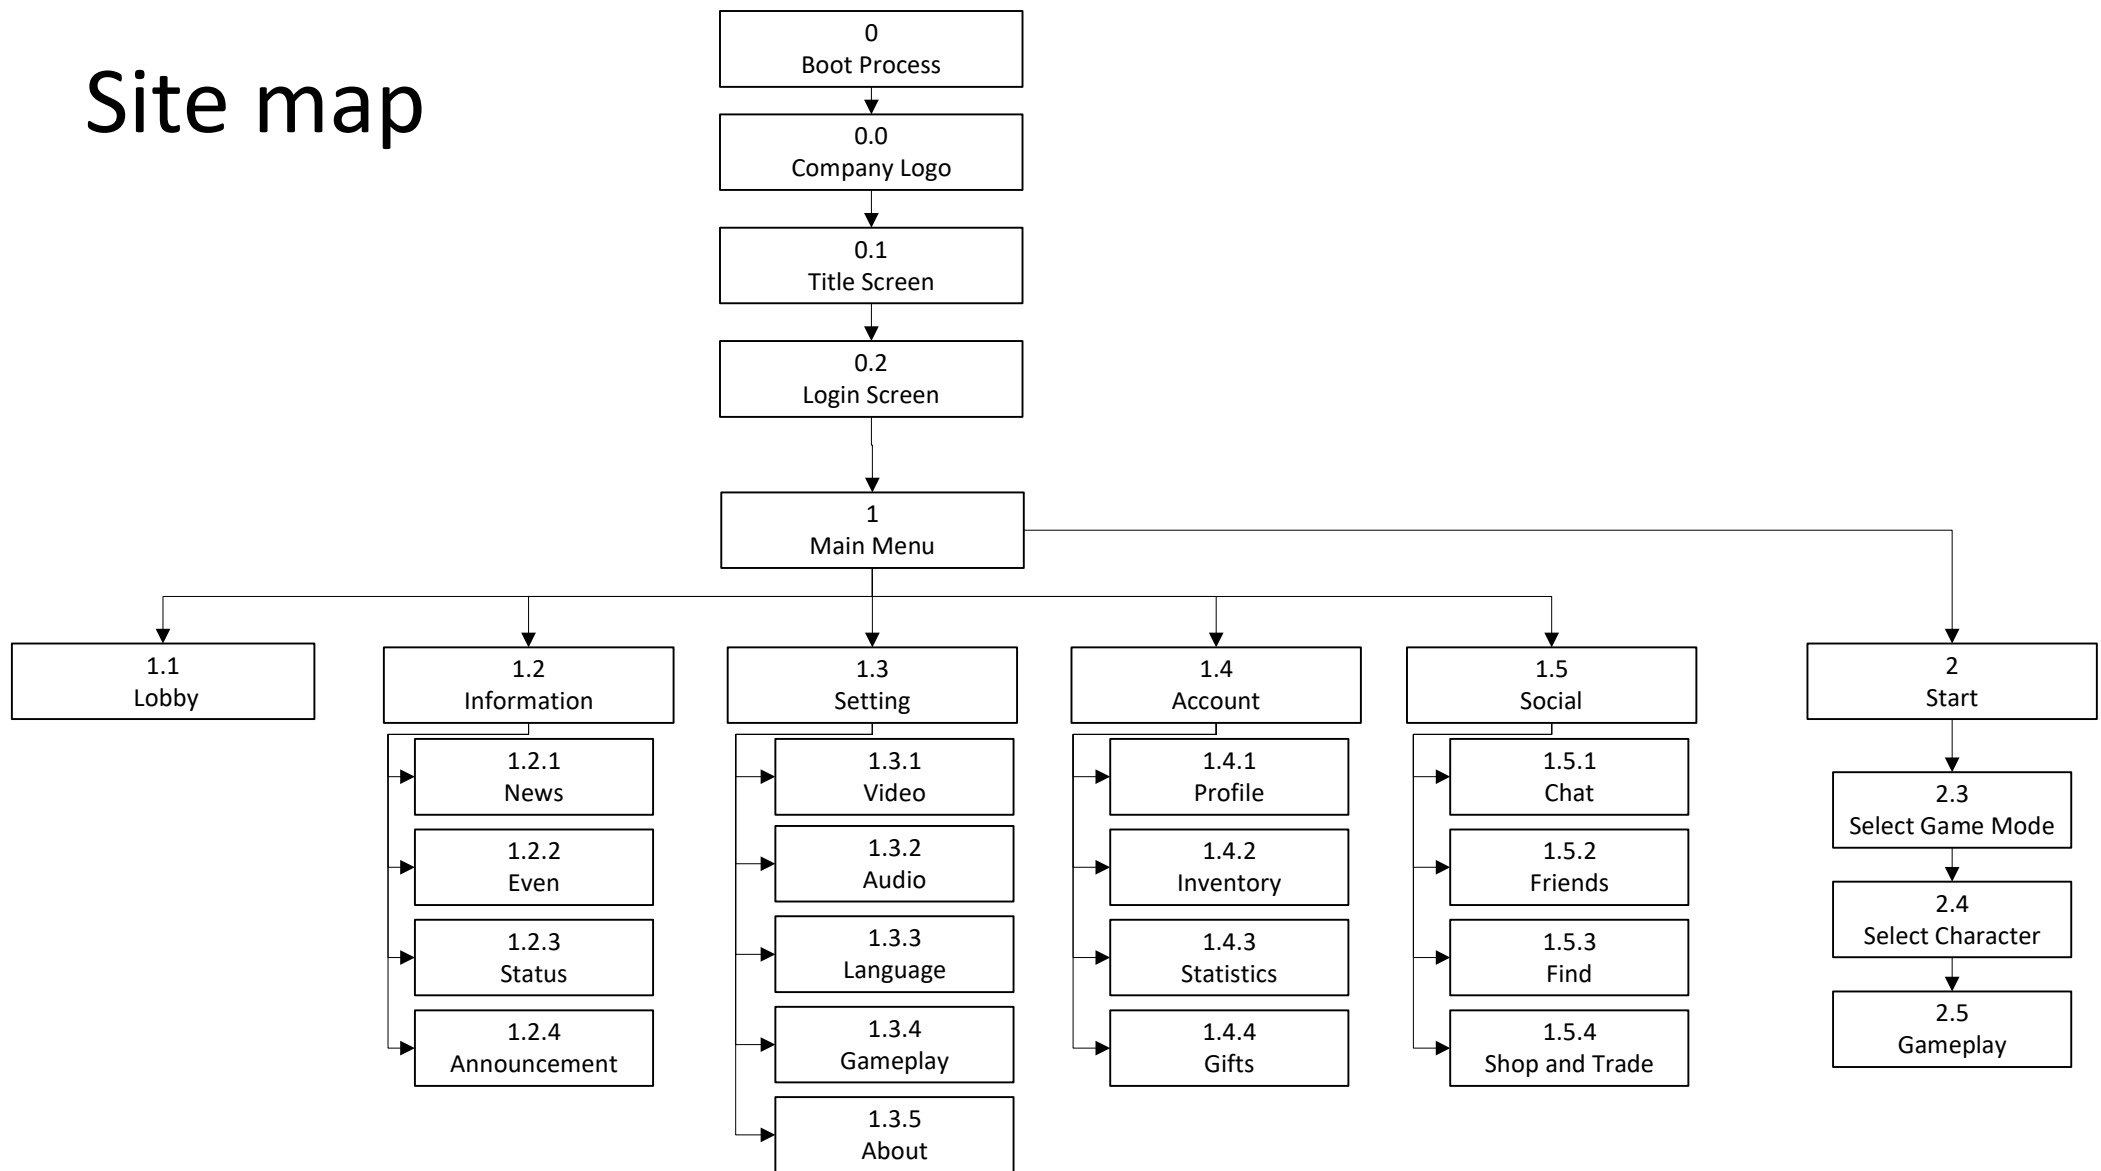 Site map
0
Boot Process
0.0
Company Logo
0.1
Title Screen
0.2
Login Screen
1
Main Menu
1.1
Lobby
1.2
Information
1.2.1
News
1.2.2
Even
1.2.3
Status
1.2.4
Announcement
1.3
Setting
1.3.1
Video
1.3.2
Audio
1.3.3
Language
1.3.4
Gameplay
1.3.5
About
1.4
Account
1.4.1
Profile
1.4.2
Inventory
1.4.3
Statistics
1.4.4
Gifts
1.5
Social
1.5.1
Chat
1.5.2
Friends
1.5.3
Find
1.5.4
Shop and Trade
2
Start
2.3
Select Game Mode
2.4
Select Character
2.5
Gameplay